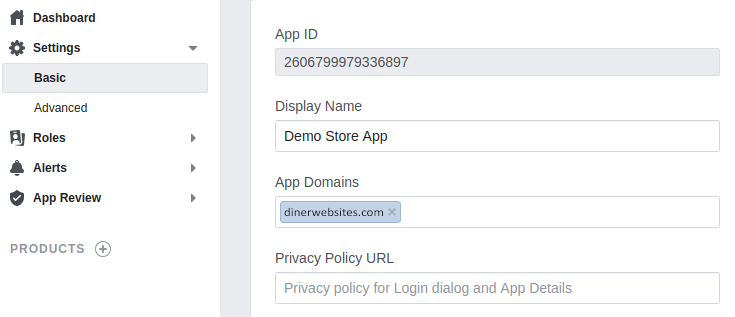 Dashboard
Settings
Basic
Advanced
Roles
Alerts
App Review
PRODUCTS
App ID
2606799979336897
Display Name
Demo Store App
App Domains
dinerwebsites.com ×
Privacy Policy URL
Privacy policy for Login dialog and App Details